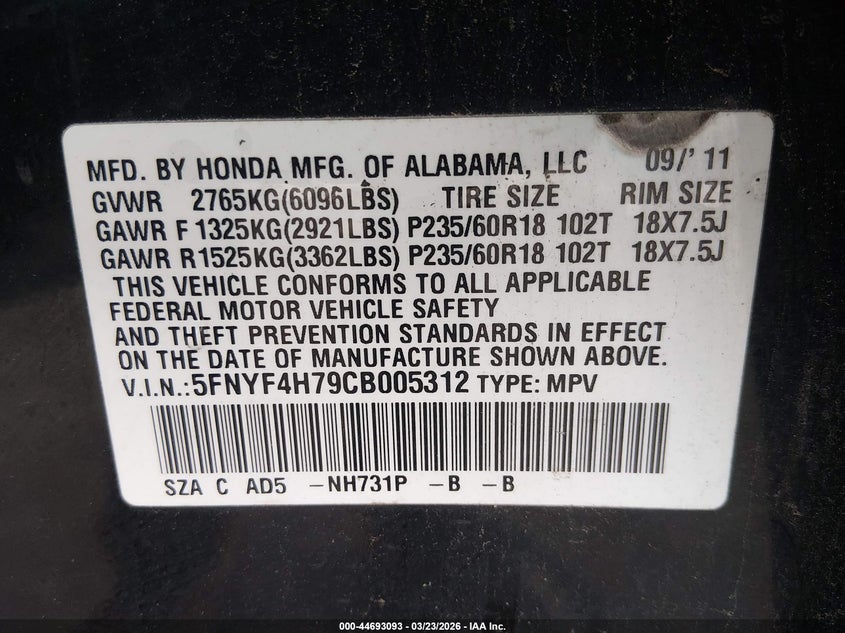 MFD. BY HONDA MFG. OF ALABAMA, LLC 09/'11
GVWR 2765KG(6096LBS) TIRE SIZE RIM SIZE
GAWR F 1325KG(2921LBS) P235/60R18 102T 18X7.5J
GAWR R1525KG(3362LBS) P235/60R18 102T 18X7.5J
THIS VEHICLE CONFORMS TO ALL APPLICABLE
FEDERAL MOTOR VEHICLE SAFETY
AND THEFT PREVENTION STANDARDS IN EFFECT
ON THE DATE OF MANUFACTURE SHOWN ABOVE.
V.I.N.:5FNYF4H79CB005312 TYPE: MPV
SZA C AD5 -NH731P -B -B
000-44693093 - 03/23/2026 - IAA Inc.